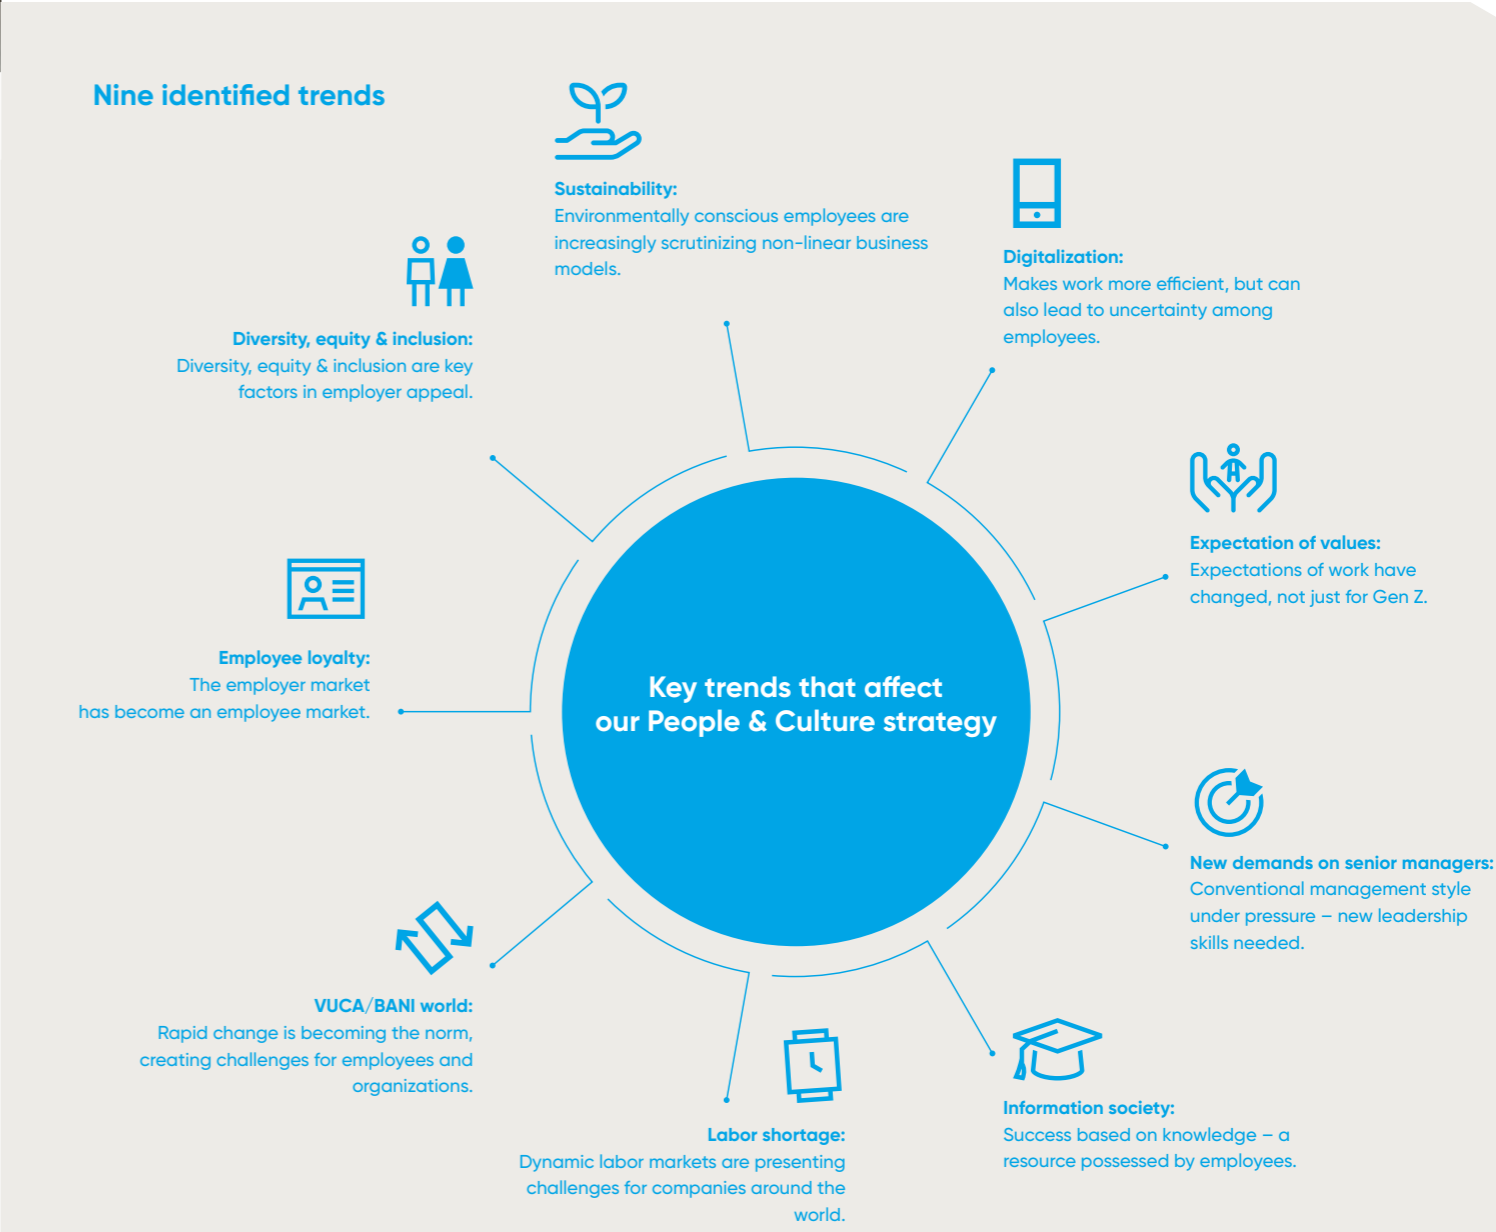 Nine identified trends
Sustainability:
Environmentally conscious employees are
increasingly scrutinizing non-linear business
models.
Digitalization:
Makes work more efficient, but can
also lead to uncertainty among
employees.
Expectation of values:
Expectations of work have
changed, not just for Gen Z.
New demands on senior managers:
Conventional management style
under pressure – new leadership
skills needed.
Information society:
Success based on knowledge – a
resource possessed by employees.
Labor shortage:
Dynamic labor markets are presenting
challenges for companies around the
world.
VUCA/BANI world:
Rapid change is becoming the norm,
creating challenges for employees and
organizations.
Employee loyalty:
The employer market
has become an employee market.
Diversity, equity & inclusion:
Diversity, equity & inclusion are key
factors in employer appeal.
Key trends that affect
our People & Culture strategy